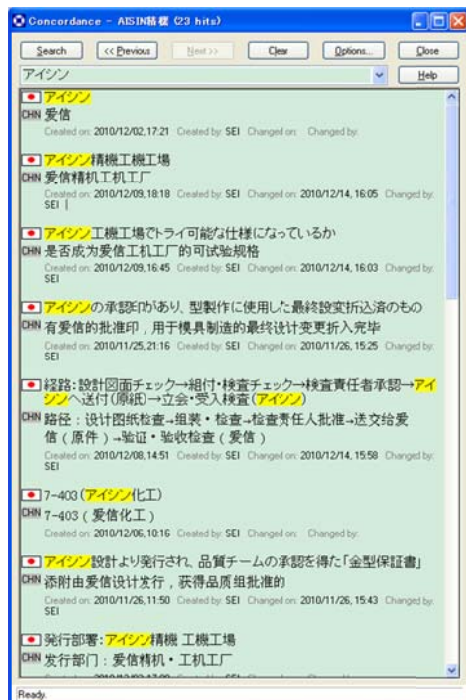 Concordance - AISIN精機 (23 hits)
Search << Previous Next >> Clear Options... Close
アイシン Help
アイシン
CHN 爱信
Created on: 2010/12/02,17:21 Created by: SEI Changed on: Changed by:
アイシン精機工機工場
CHN 爱信精机工机工厂
Created on: 2010/12/09,18:18 Created by: SEI Changed on: 2010/12/14, 16:05 Changed by:
SEI
アイシン工機工場でトライ可能な仕様になっているか
CHN 是否成为爱信工机工厂的可试验规格
Created on: 2010/12/09,16:45 Created by: SEI Changed on: 2010/12/14, 16:03 Changed by:
SEI
アイシンの承認印があり、型製作に使用した最終設変折込済のもの
CHN 有爱信的批准印，用于模具制造的最终设计变更折入完毕
Created on: 2010/11/25,21:16 Created by: SEI Changed on: 2010/11/26, 15:25 Changed by:
SEI
経路:設計図面チェック→組付・検査チェック→検査責任者承認→アイ
シンへ送付(原紙)→立会・受入検査(アイシン)
CHN 路径：设计图纸检查→组装・检查→检查责任人批准→送交给爱
信（原件）→验证・验收检查（爱信）
Created on: 2010/12/08,14:51 Created by: SEI Changed on: 2010/12/14, 15:58 Changed by:
SEI
7-403(アイシン化工)
CHN 7-403（爱信化工）
Created on: 2010/12/06,10:16 Created by: SEI Changed on: Changed by:
アイシン設計より発行され、品質チームの承認を得た「金型保証書」
CHN 添附由爱信设计发行，获得品质组批准的
Created on: 2010/11/26,11:50 Created by: SEI Changed on: 2010/11/26, 15:43 Changed by:
SEI
発行部署:アイシン精機 工機工場
CHN 发行部门：爱信精机・工机工厂
Ready.